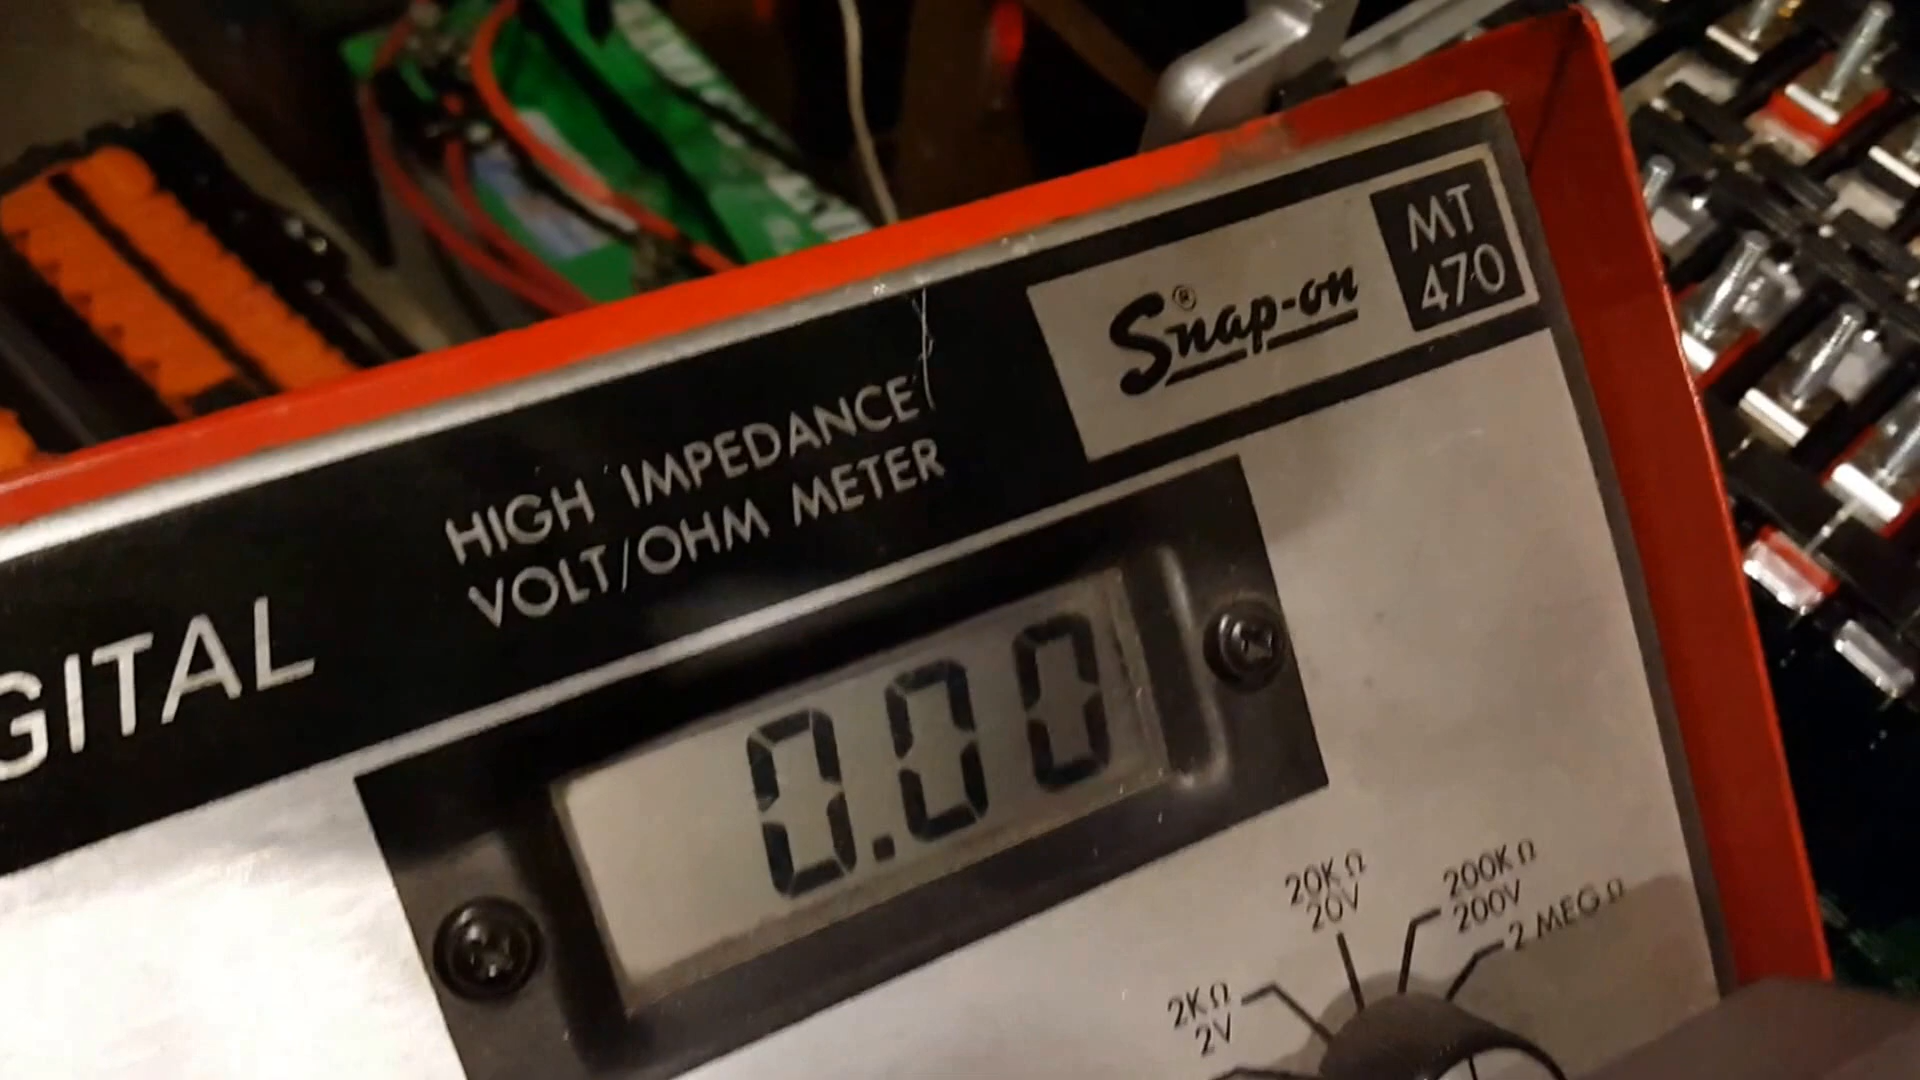 GITAL
HIGH IMPEDANCE
VOLT/OHM METER
Snap-on®
MT
470
0.00
20K Ω
20V
200K Ω
200V
2 MEG Ω
2K Ω
2V